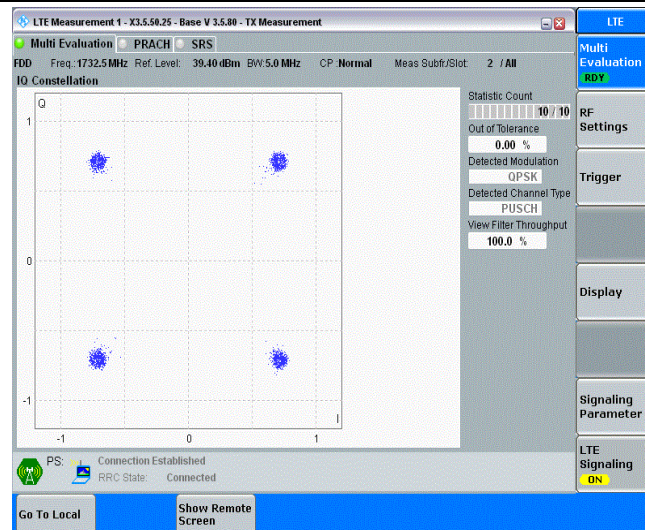 LTE Measurement 1 - X3.5.50.25 - Base V 3.5.80 - TX Measurement
LTE
Multi Evaluation PRACH SRS
Multi
Evaluation
RDY
FDD Freq.:1732.5 MHz Ref. Level: 39.40 dBm BW:5.0 MHz CP :Normal Meas Subfr/Slot: 2 / All
IQ Constellation
Statistic Count
10 / 10
Out of Tolerance
0.00 %
Detected Modulation
QPSK
Detected Channel Type
PUSCH
View Filter Throughput
100.0 %
Q
1
0
-1
I
-1 0 1
RF
Settings
Trigger
Display
Signaling
Parameter
LTE
Signaling
ON
PS: Connection Established
RRC State: Connected
Go To Local
Show Remote
Screen